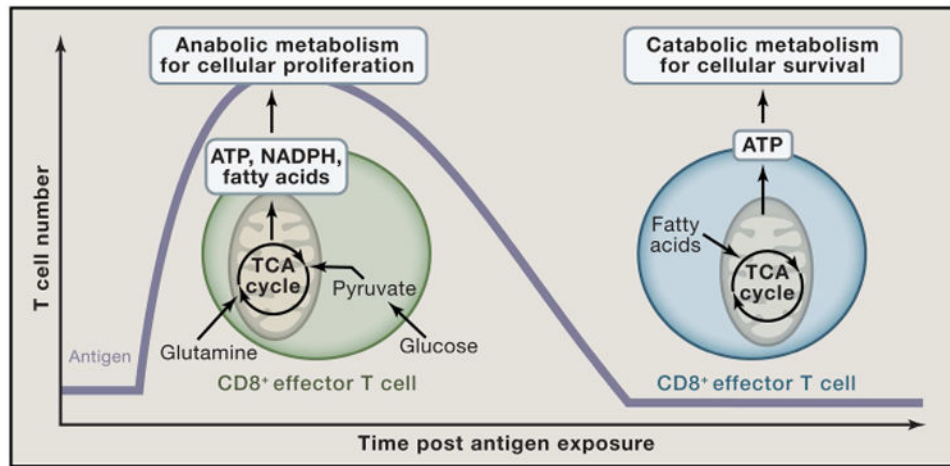 Anabolic metabolism
for cellular proliferation
Catabolic metabolism
for cellular survival
ATP, NADPH,
fatty acids
ATP
TCA
cycle
Pyruvate
Glutamine
Glucose
Fatty
acids
TCA
cycle
Antigen
CD8⁺ effector T cell
CD8⁺ effector T cell
T cell number
Time post antigen exposure